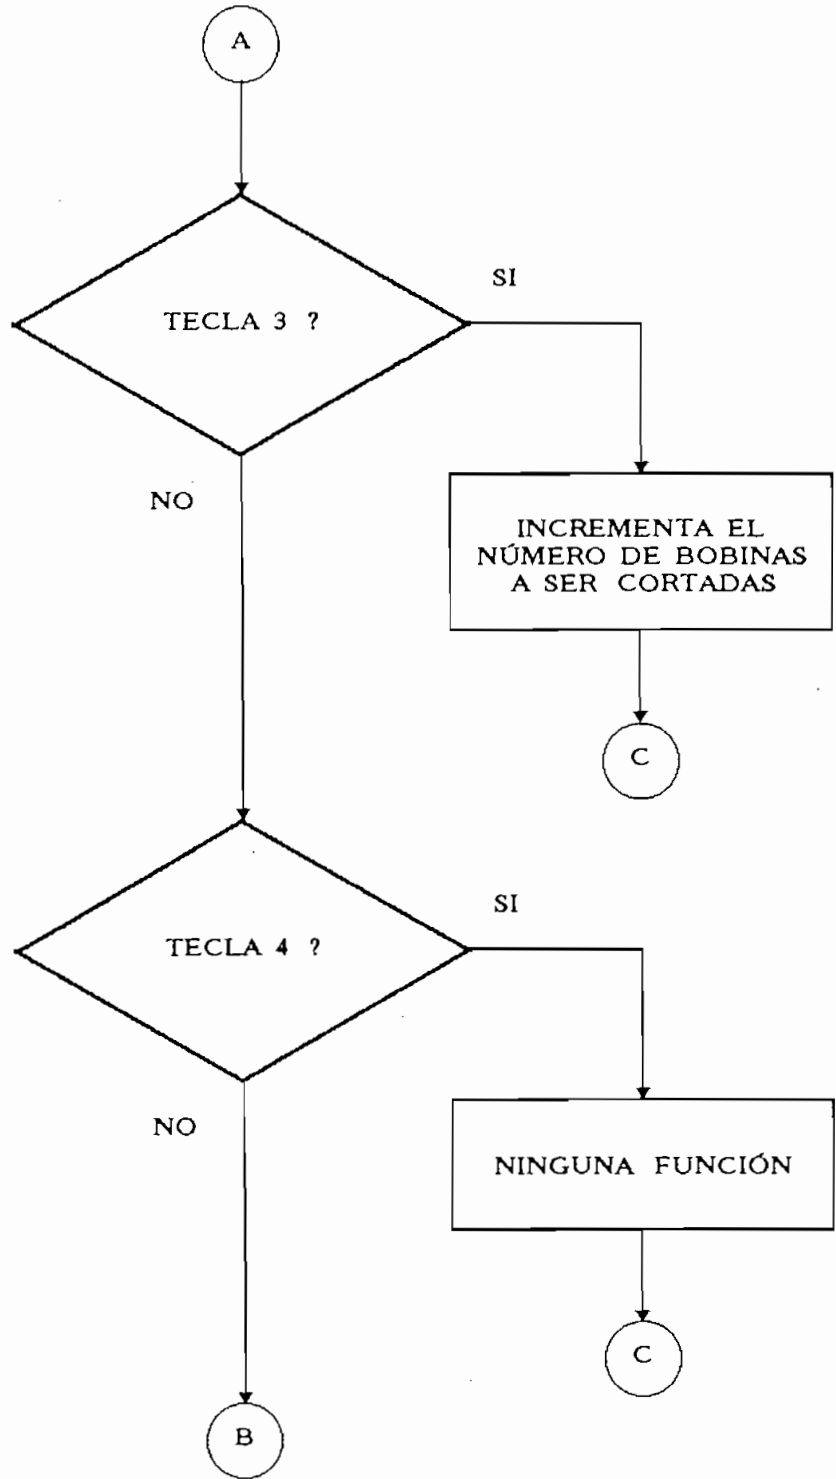 A
TECLA 3 ?
SI
NO
INCREMENTA EL
NÚMERO DE BOBINAS
A SER CORTADAS
C
TECLA 4 ?
SI
NO
NINGUNA FUNCIÓN
C
B